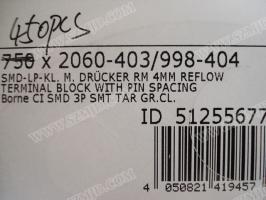 450pcs
750 x 2060-403/998-404
SMD-LP-KL. M. DRÜCKER RM 4MM REFLOW
TERMINAL BLOCK WITH PIN SPACING
Borne CI SMD 3P SMT TAR GR.CL.
ID 51255677
4 050821 419457